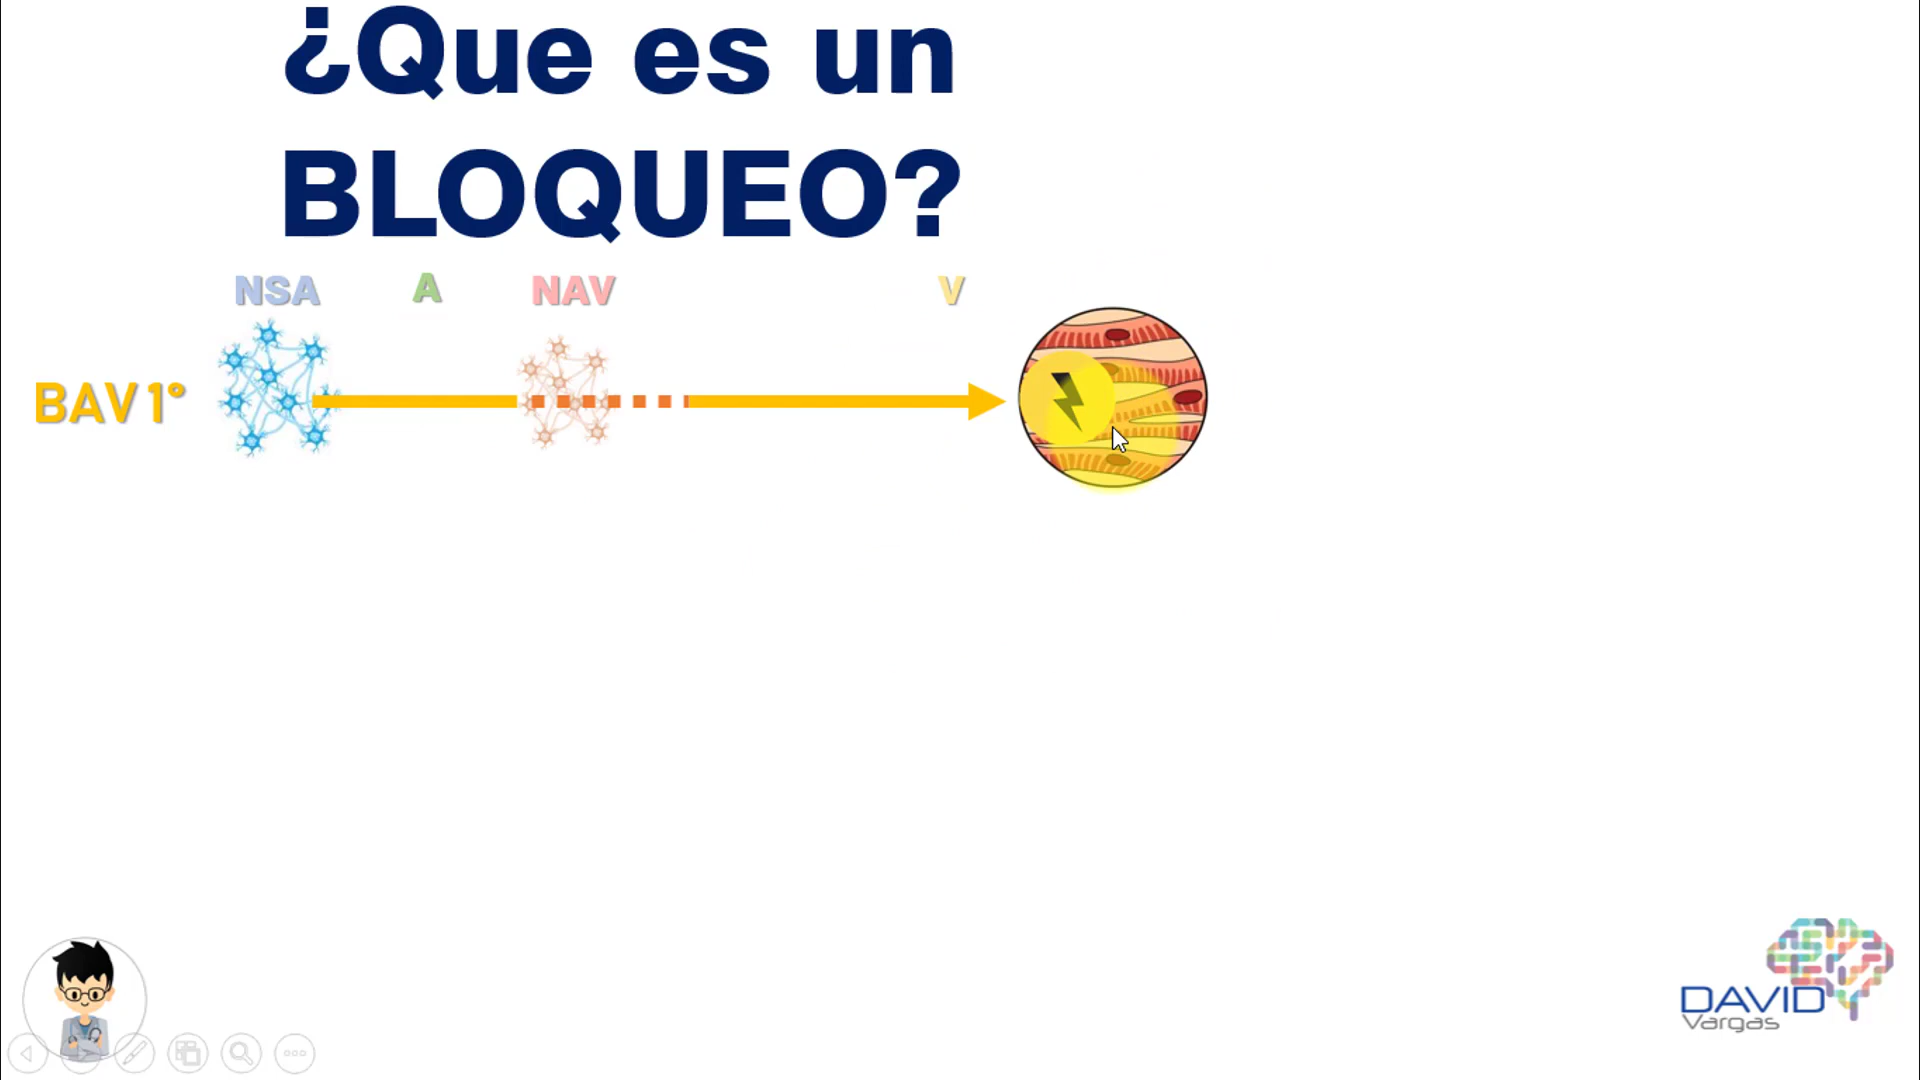 ¿Que es un
BLOQUEO?
NSA A NAV V
BAV 1°
DAVID
Vargas